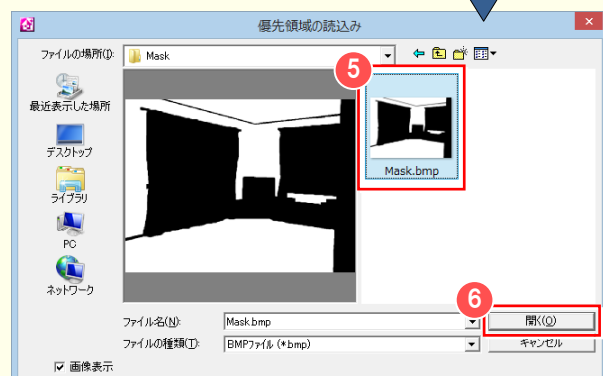 優先領域の読込み
ファイルの場所(I):
Mask
最近表示した場所
デスクトップ
ライブラリ
PC
ネットワーク
5
Mask.bmp
6
ファイル名(N):
Mask.bmp
開く(O)
ファイルの種類(T):
BMPファイル (*bmp)
キャンセル
画像表示